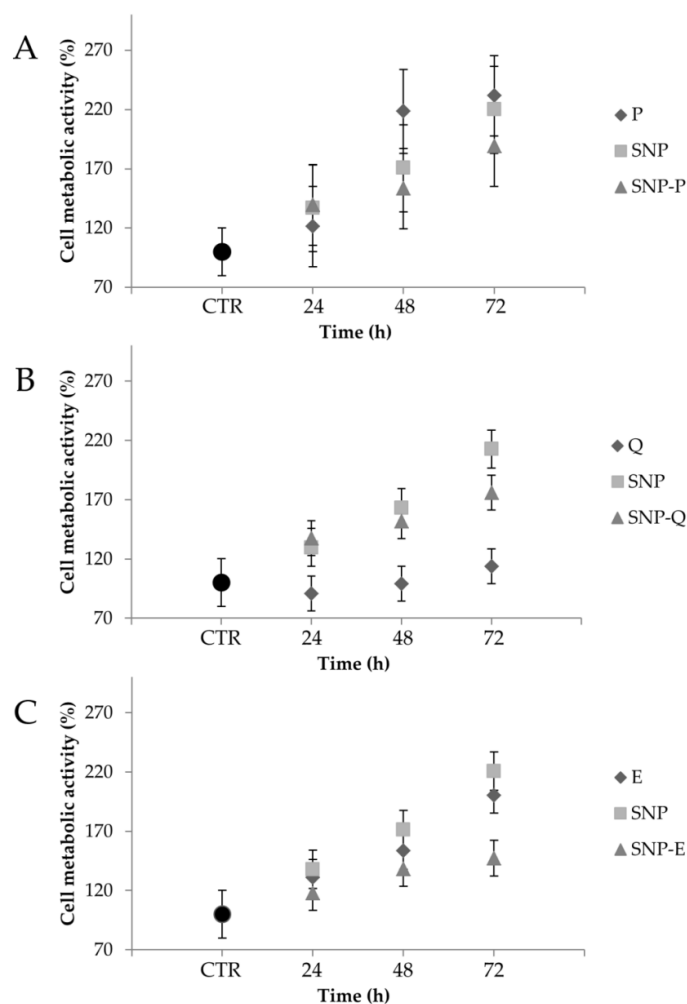 A
Cell metabolic activity (%)
270
220
170
120
70
CTR 24 48 72
Time (h)
P
SNP
SNP-P
B
Cell metabolic activity (%)
270
220
170
120
70
CTR 24 48 72
Time (h)
Q
SNP
SNP-Q
C
Cell metabolic activity (%)
270
220
170
120
70
CTR 24 48 72
Time (h)
E
SNP
SNP-E